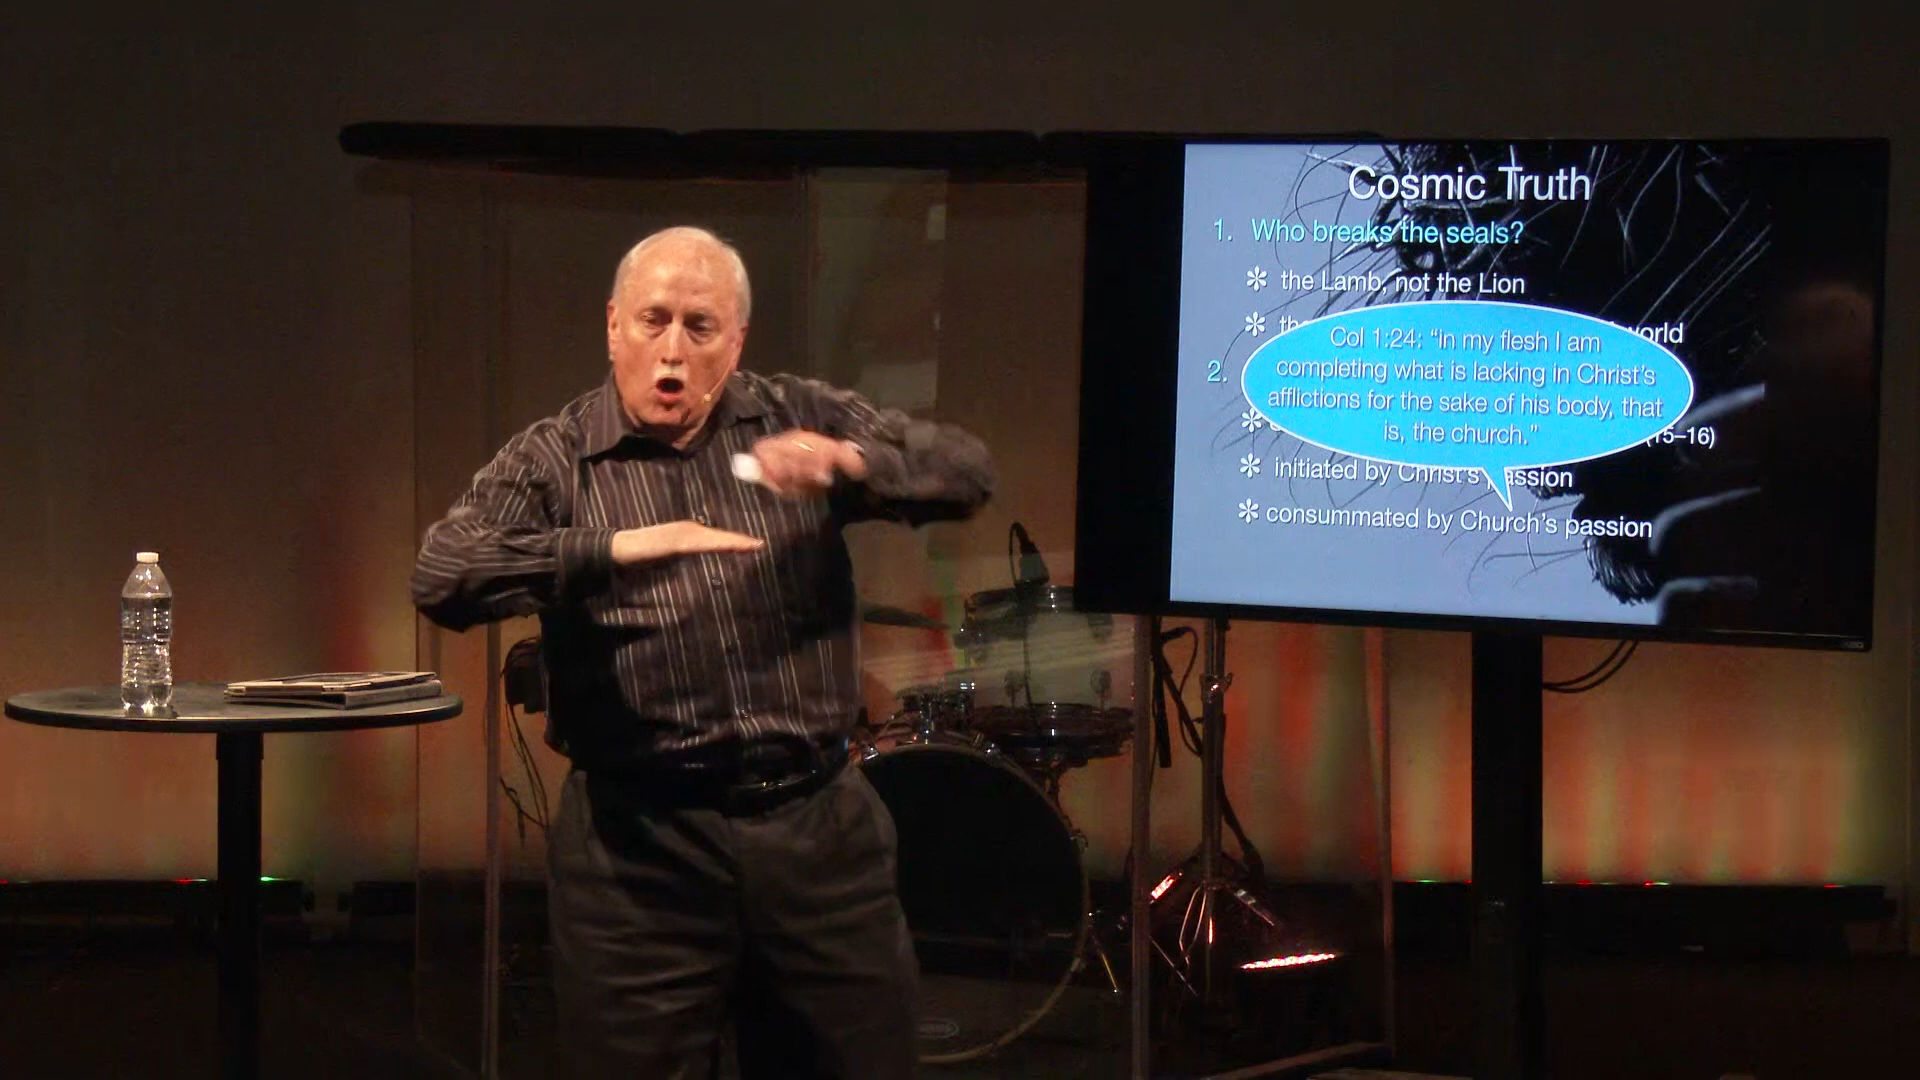 Cosmic Truth
1. Who breaks the seals?
* the Lamb, not the Lion
* world
Col 1:24: “In my flesh I am
completing what is lacking in Christ’s
afflictions for the sake of his body, that
is, the church.”
2.
* (15–16)
* initiated by Christ’s passion
* consummated by Church’s passion